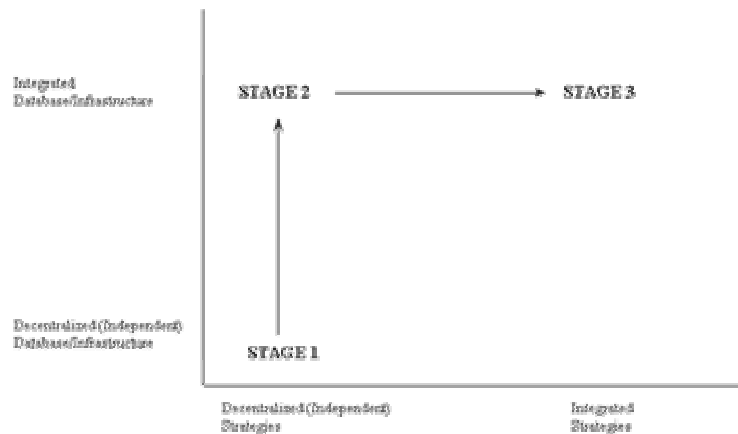 Integrated
Database/Infrastructure
STAGE 2
STAGE 3
Decentralized (Independent)
Database/Infrastructure
STAGE 1
Decentralized (Independent)
Strategies
Integrated
Strategies